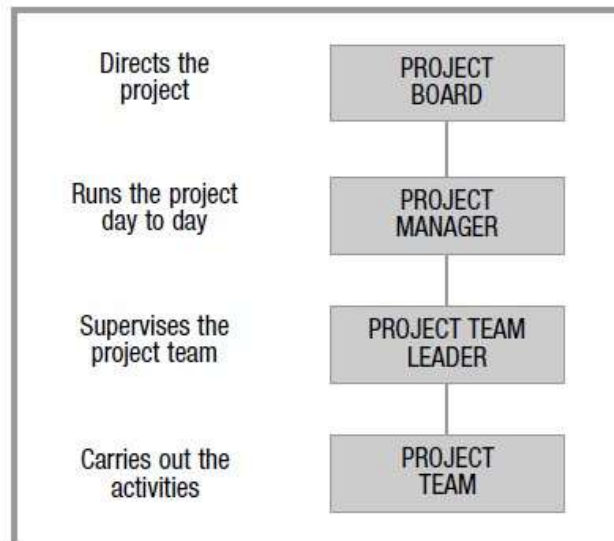 Directs the
project
PROJECT
BOARD
Runs the project
day to day
PROJECT
MANAGER
Supervises the
project team
PROJECT TEAM
LEADER
Carries out the
activities
PROJECT
TEAM